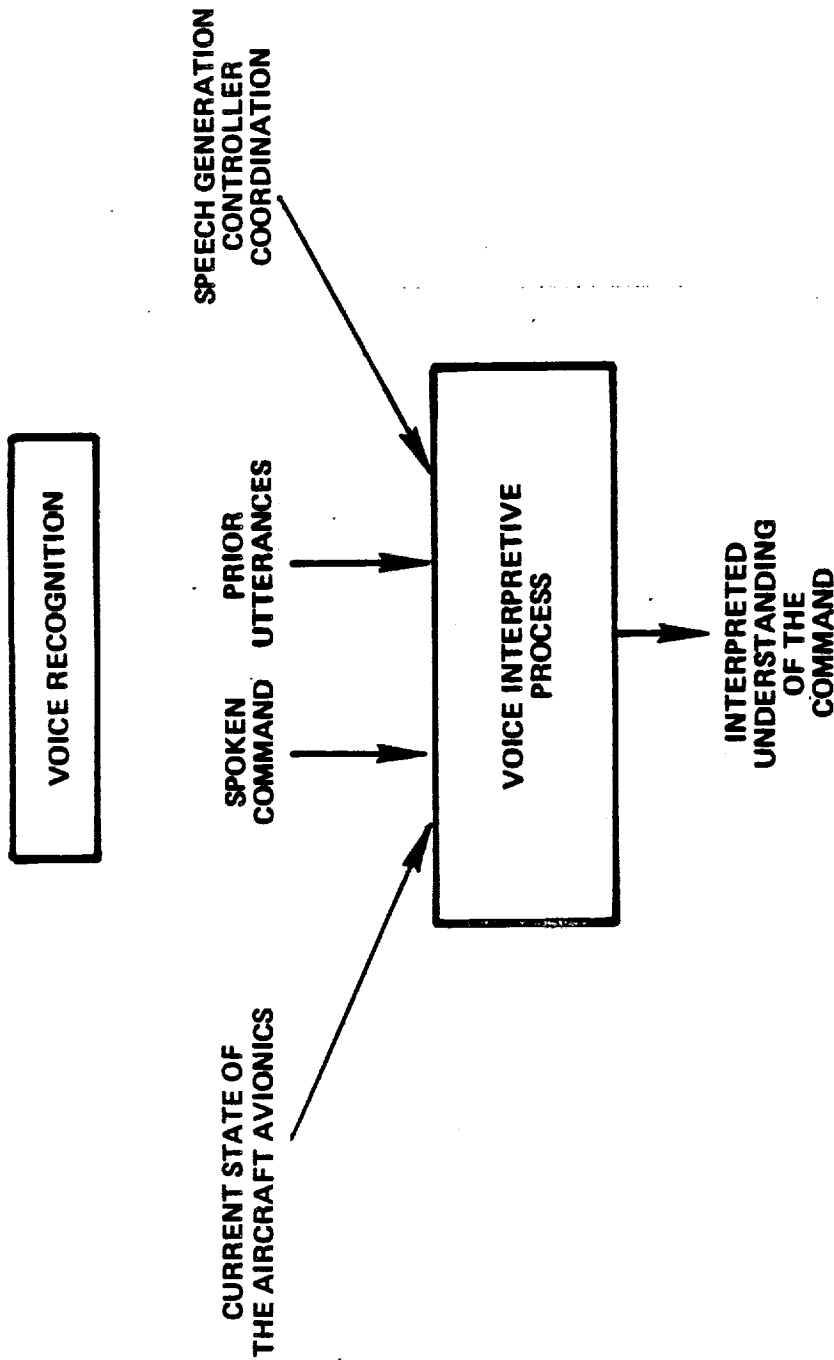 VOICE RECOGNITION
CURRENT STATE OF
THE AIRCRAFT AVIONICS
SPOKEN
COMMAND
PRIOR
UTTERANCES
SPEECH GENERATION
CONTROLLER
COORDINATION
VOICE INTERPRETIVE
PROCESS
INTERPRETED
UNDERSTANDING
OF THE
COMMAND